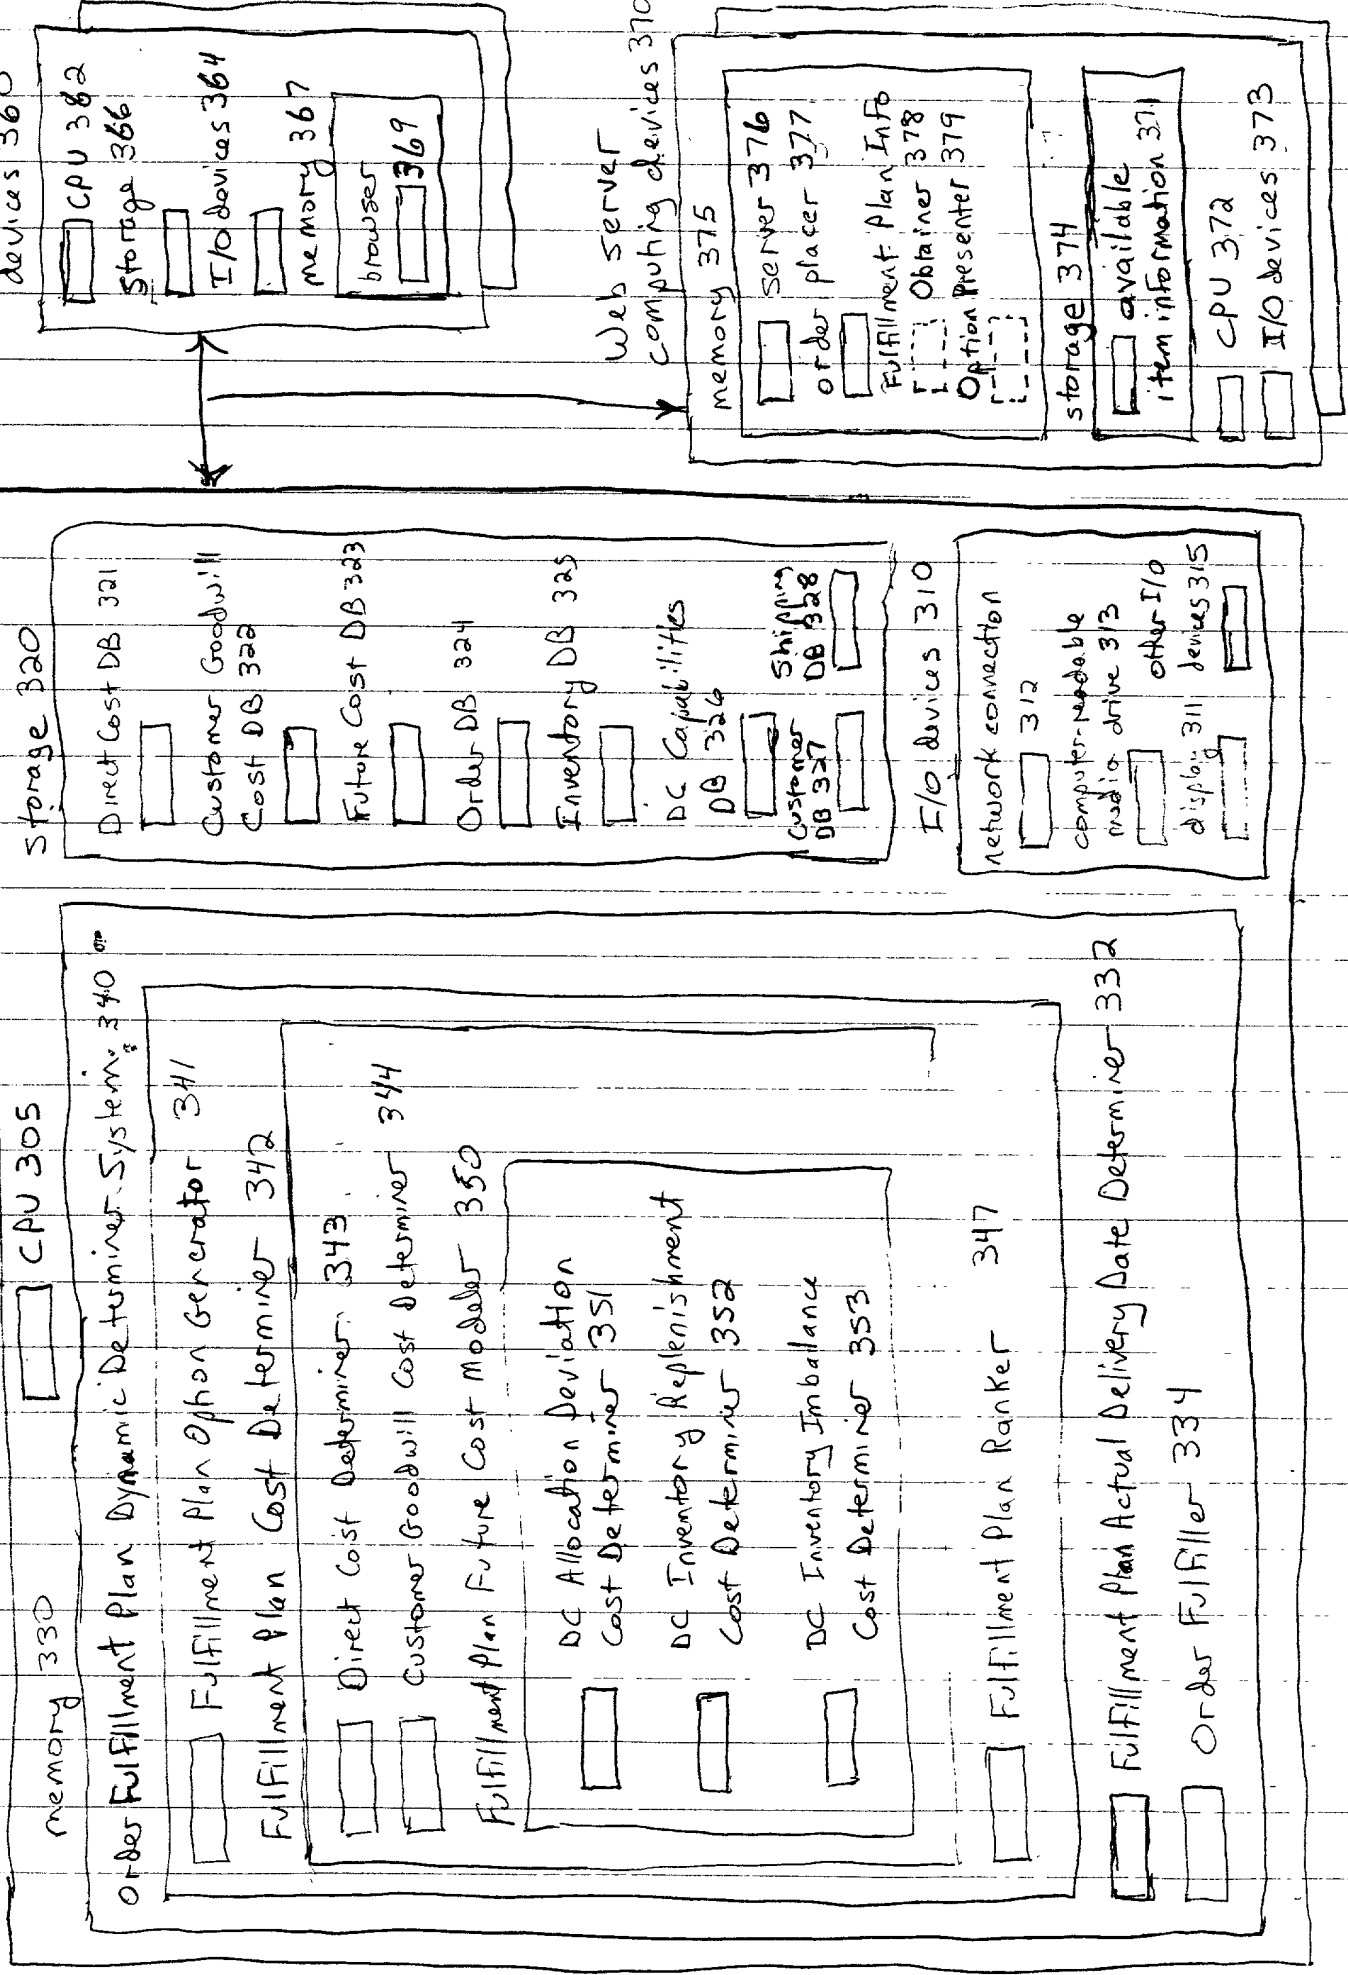 CPU 305
memory 330
Order Fulfillment Plan Dynamic Determiner System 340
Fulfillment Plan Option Generator 341
Fulfillment Plan Cost Determiner 342
Direct Cost Determiner 343
Customer Goodwill Cost Determiner 344
Fulfillment Plan Future Cost Modeler 350
DC Allocation Deviation
Cost Determiner 351
DC Inventory Replenishment
Cost Determiner 352
DC Inventory Imbalance
Cost Determiner 353
Fulfillment Plan Ranker 347
Fulfillment Plan Actual Delivery Date Determiner 332
Order Fulfiller 334
storage 320
Direct Cost DB 321
Customer Goodwill
Cost DB 322
Future Cost DB 323
Order DB 324
Inventory DB 325
DC Capabilities
DB 326
Customer
DB 327
Shipping
DB 328
I/O devices 310
network connection
312
computer-readable
media drive 313
display 311
other I/O
devices 315
devices 360
CPU 362
Storage 366
I/O devices 364
memory 367
browser
369
Web Server
computing devices 370
memory 375
server 376
order placer 377
Fulfillment Plan Info
Obtainer 378
Option Presenter 379
storage 374
available
item information 371
CPU 372
I/O devices 373